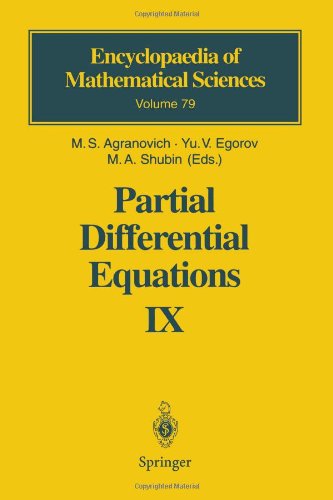 Encyclopaedia of
Mathematical Sciences
Volume 79
M. S. Agranovich · Yu. V. Egorov
M. A. Shubin (Eds.)
Partial
Differential
Equations
IX
Springer